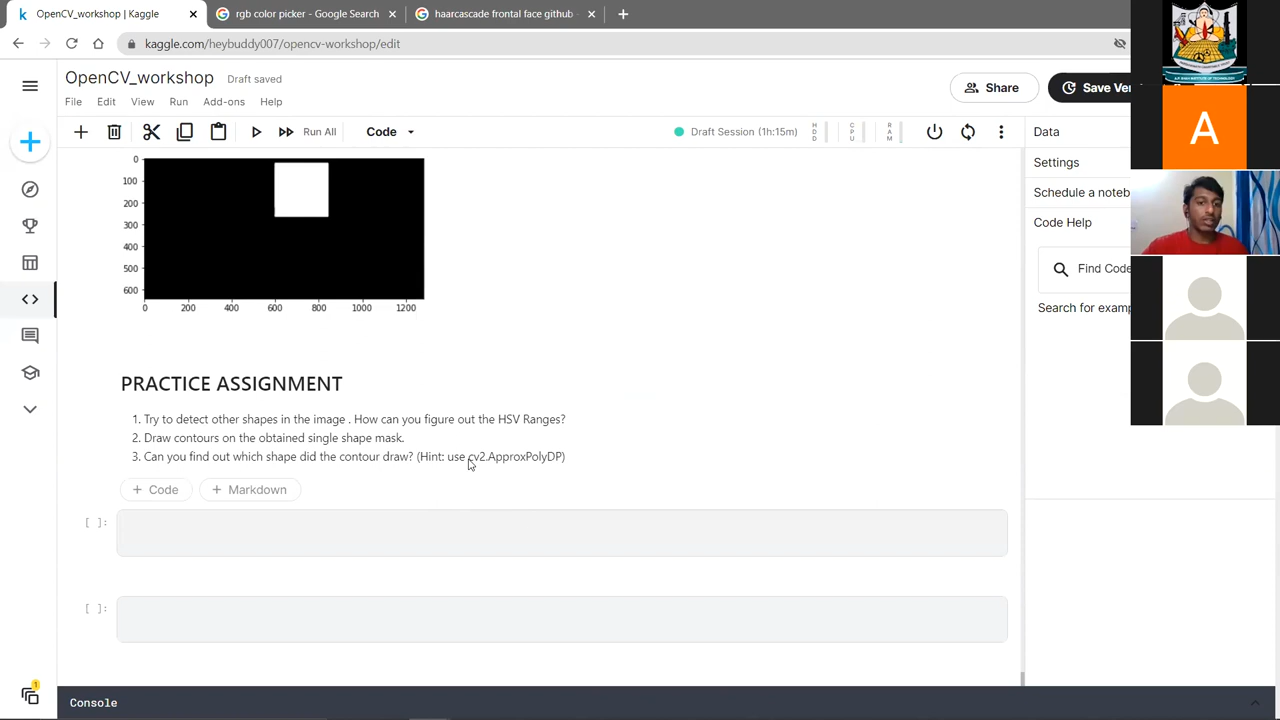 OpenCV_workshop | Kaggle
rgb color picker - Google Search
haarcascade frontal face github -
kaggle.com/heybuddy007/opencv-workshop/edit
OpenCV_workshop
Draft saved
File
Edit
View
Run
Add-ons
Help
Share
Save Ver
Run All
Code
Draft Session (1h:15m)
HDD
CPU
RAM
Data
Settings
Schedule a noteb
Code Help
Find Code
Search for examp
A
0
100
200
300
400
500
600
0 200 400 600 800 1000 1200
PRACTICE ASSIGNMENT
1. Try to detect other shapes in the image . How can you figure out the HSV Ranges?
2. Draw contours on the obtained single shape mask.
3. Can you find out which shape did the contour draw? (Hint: use cv2.ApproxPolyDP)
+ Code
+ Markdown
[ ]:
[ ]:
1
Console